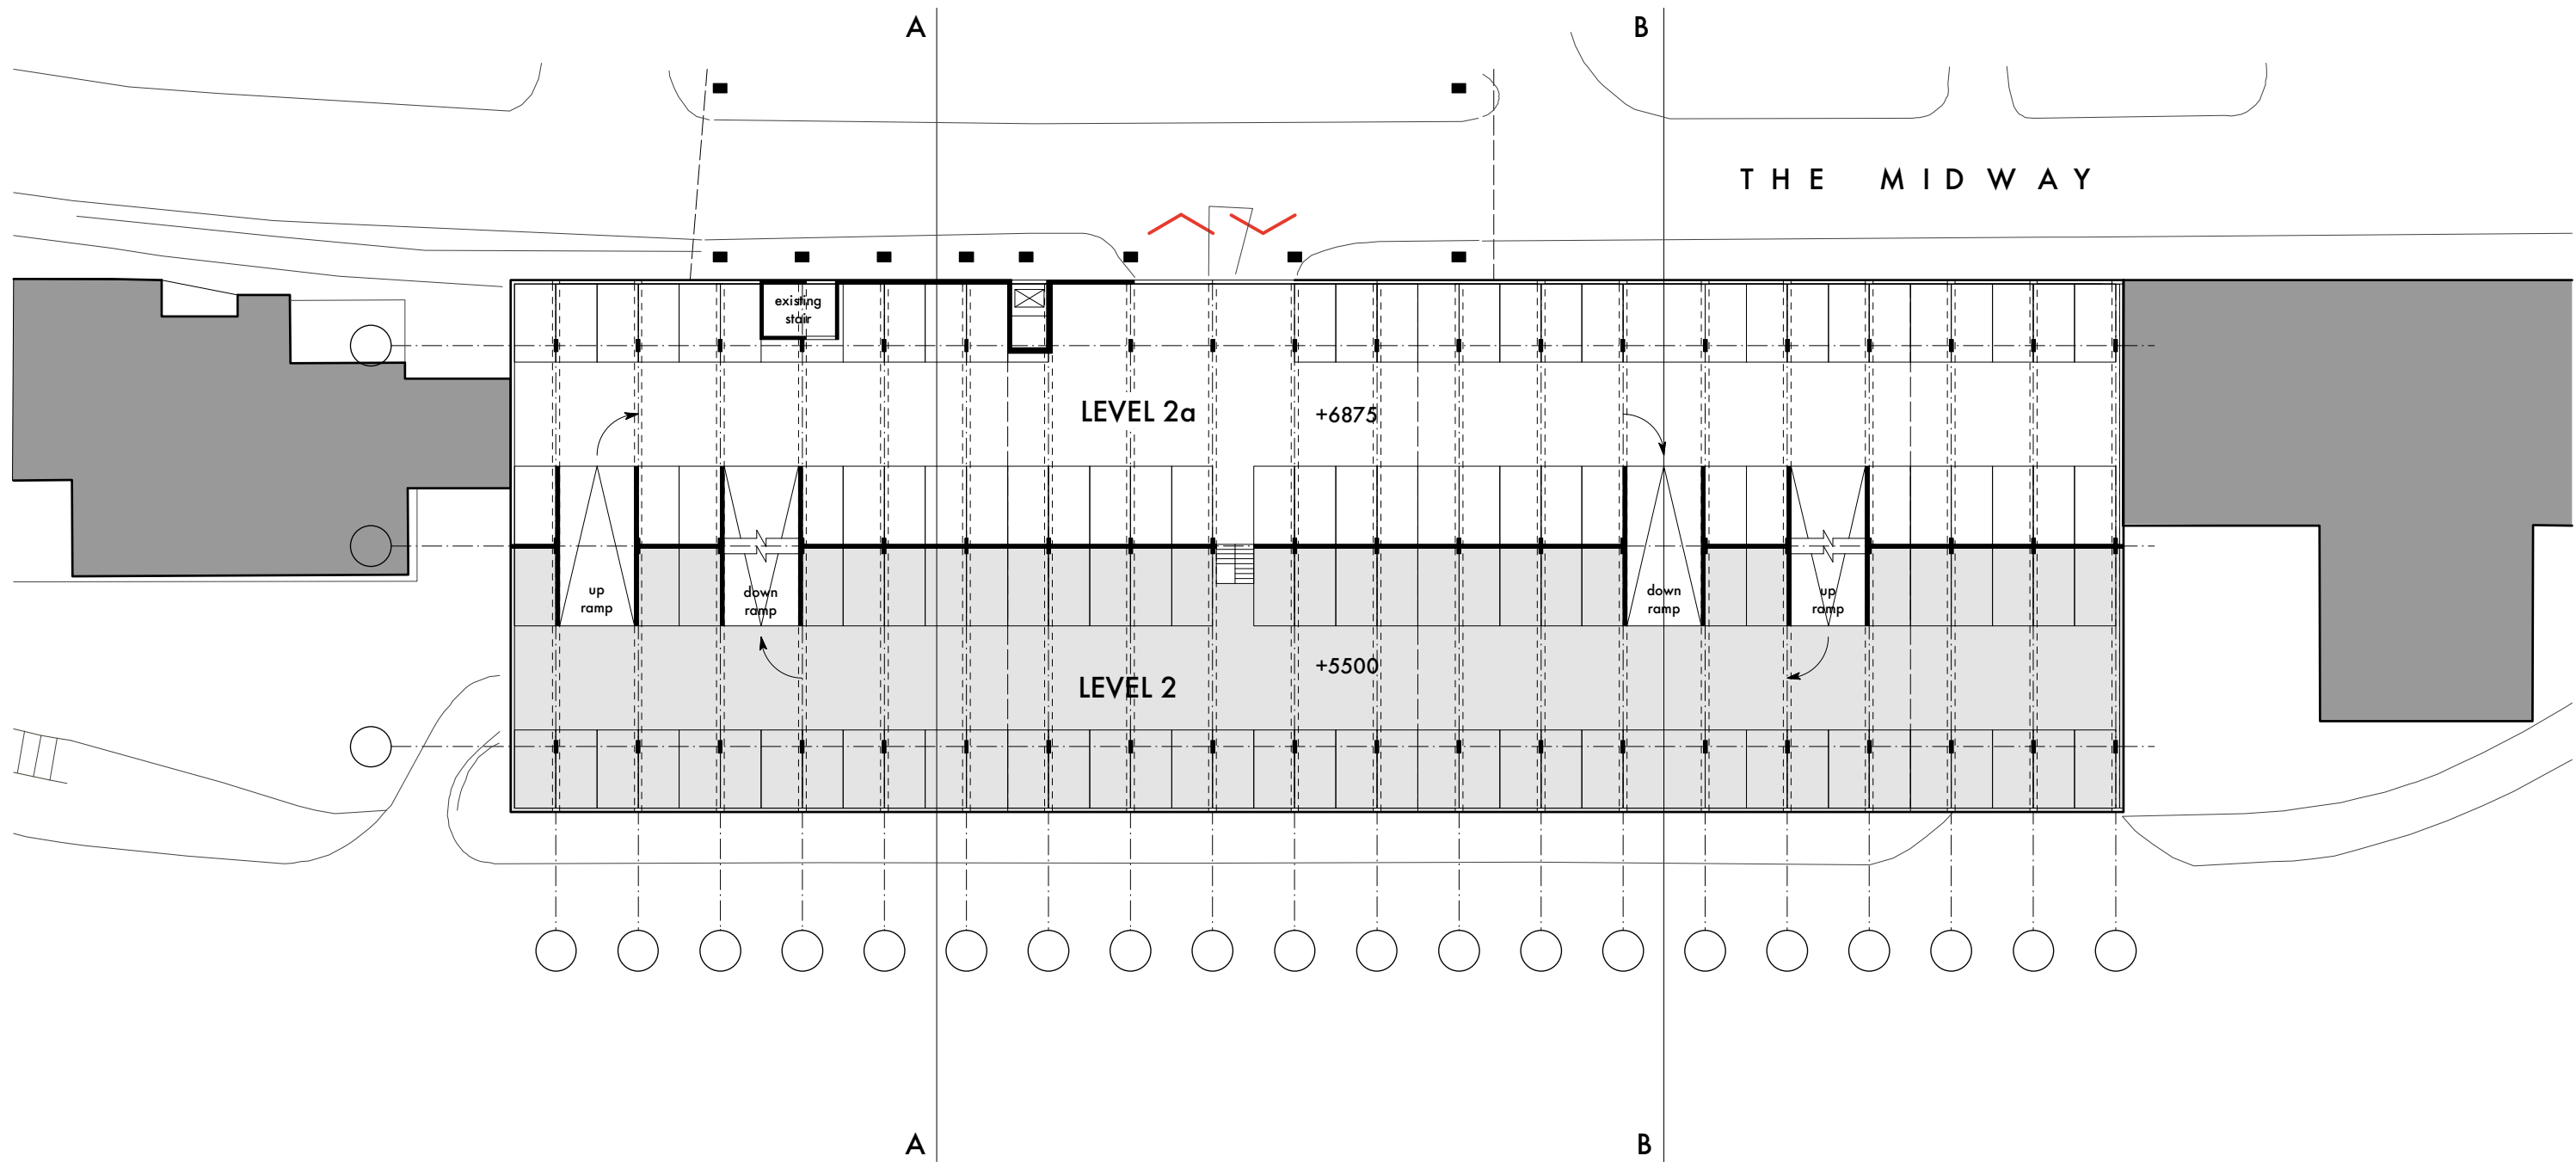 A
B
THE MIDWAY
existing
stair
LEVEL 2a
+6875
up
ramp
down
ramp
down
ramp
up
ramp
+5500
LEVEL 2
A
B